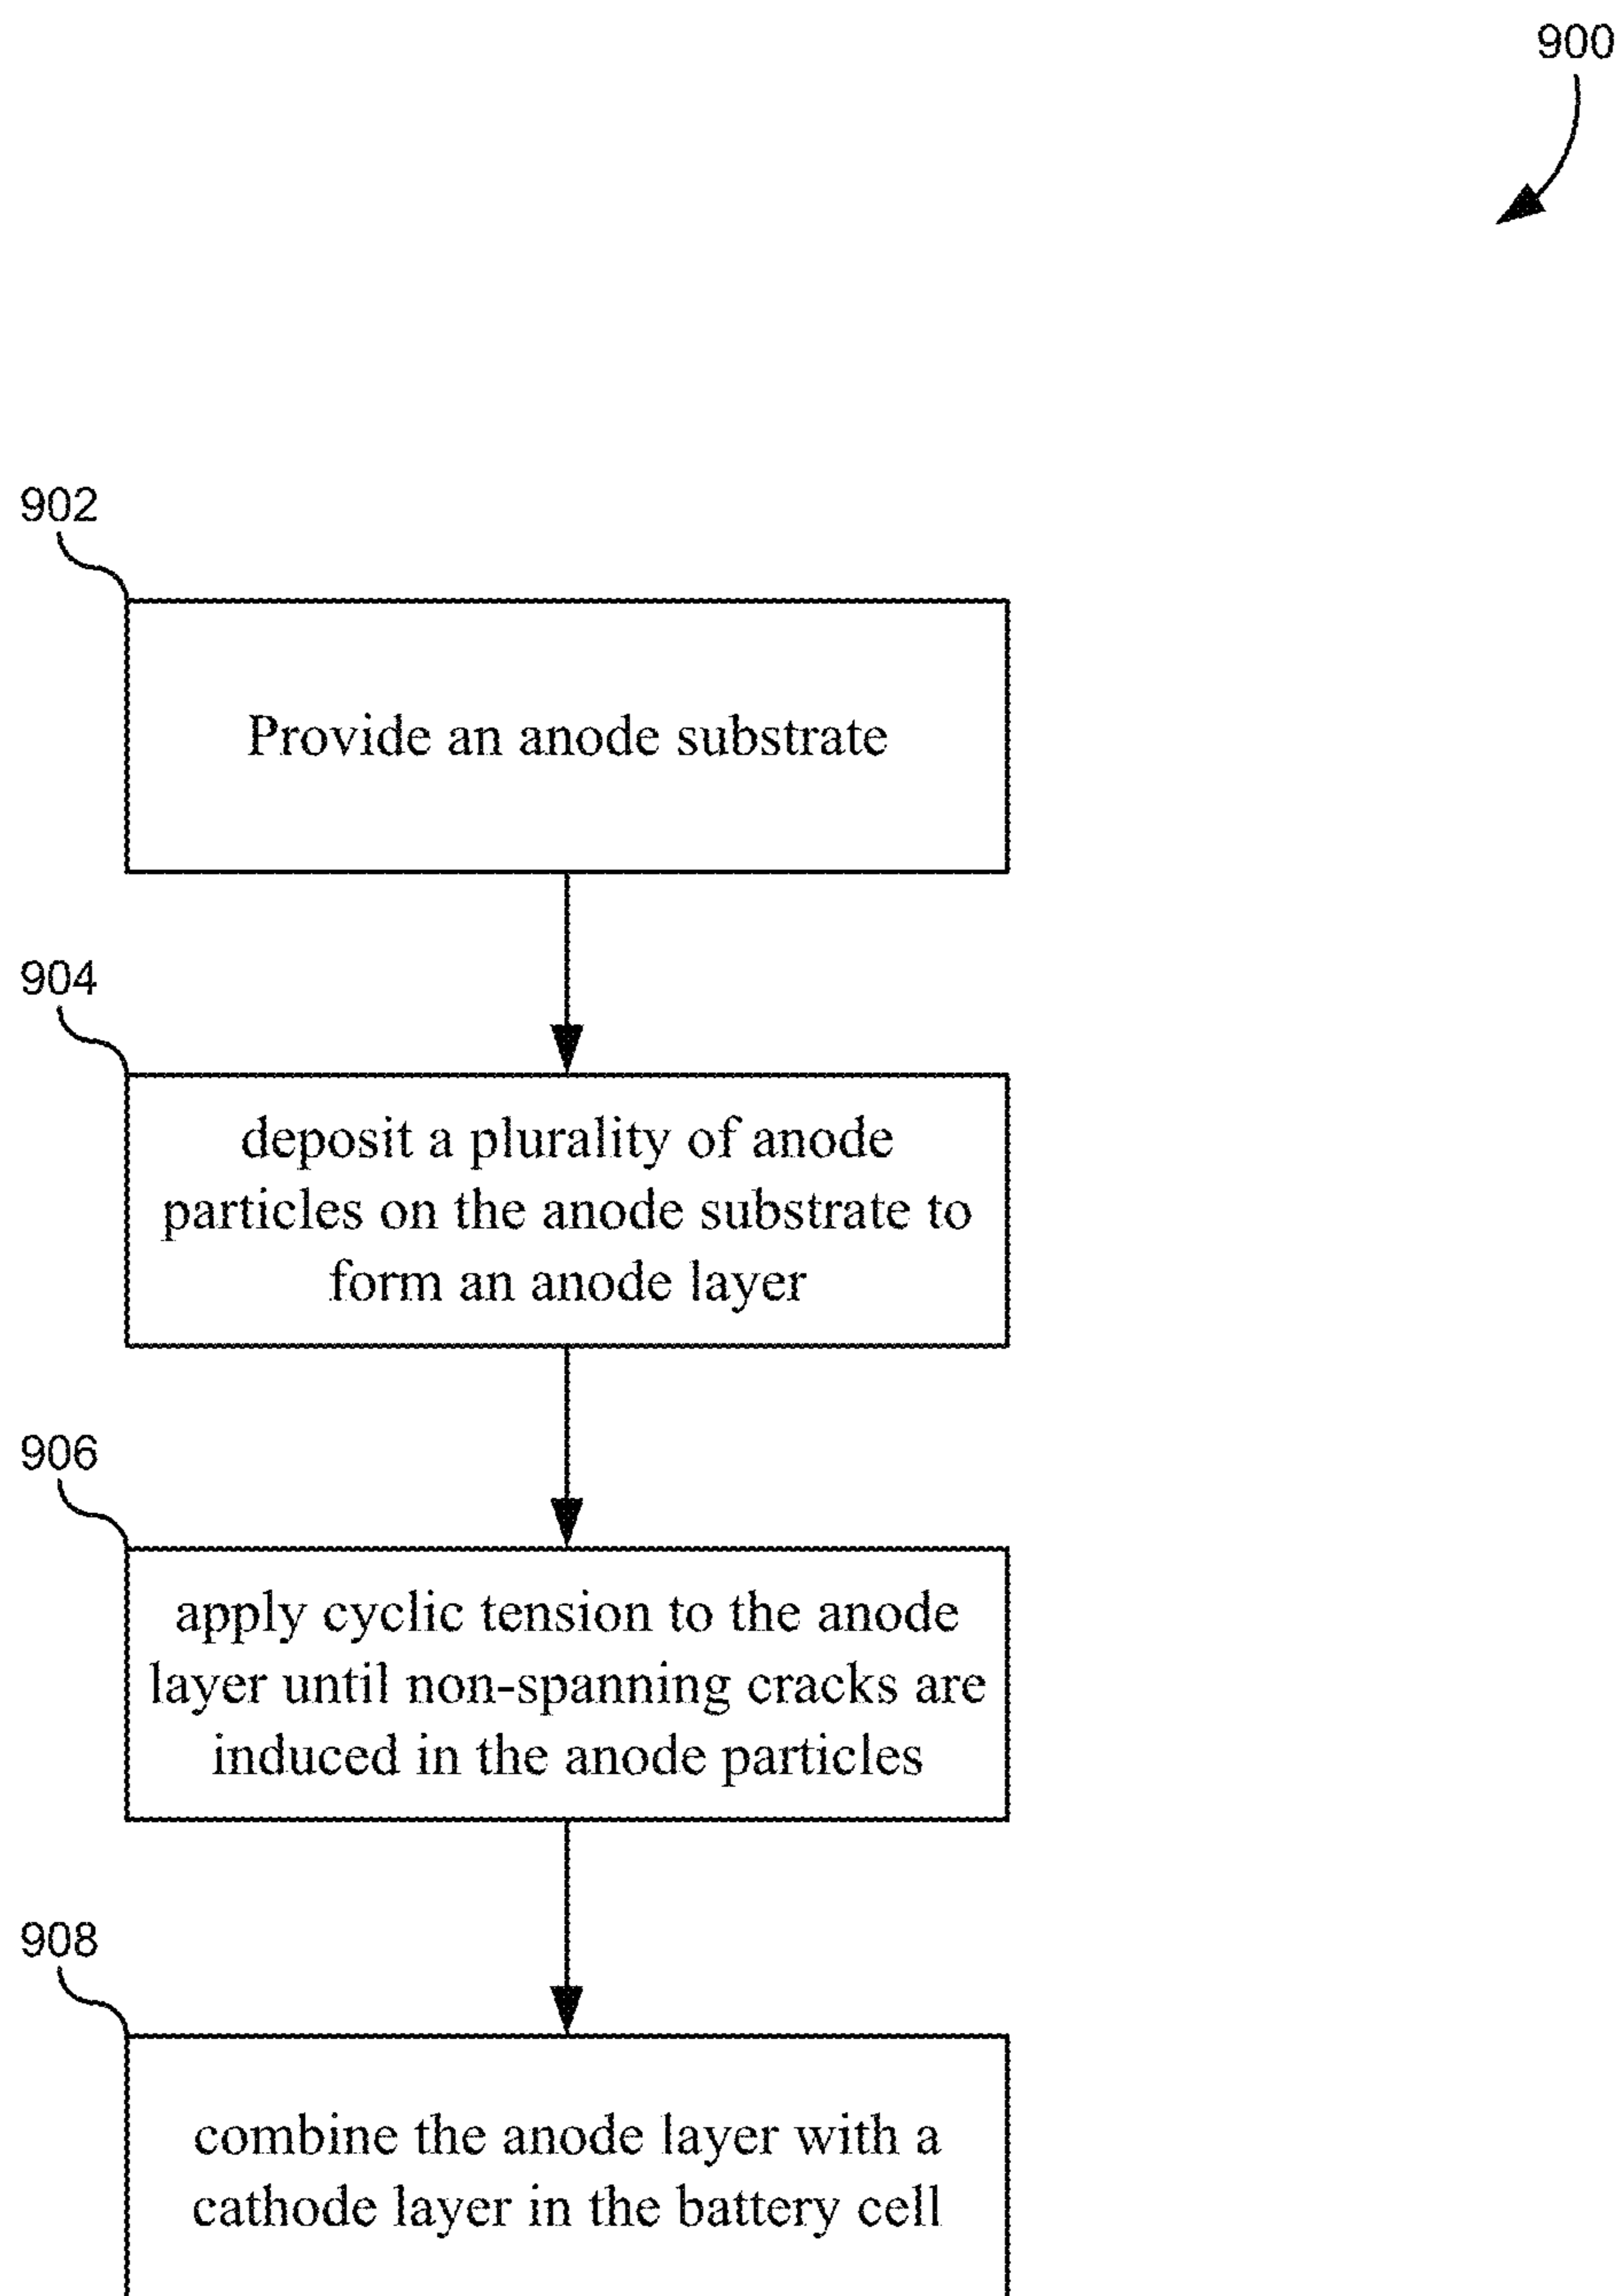 900
902
Provide an anode substrate
904
deposit a plurality of anode
particles on the anode substrate to
form an anode layer
906
apply cyclic tension to the anode
layer until non-spanning cracks are
induced in the anode particles
908
combine the anode layer with a
cathode layer in the battery cell